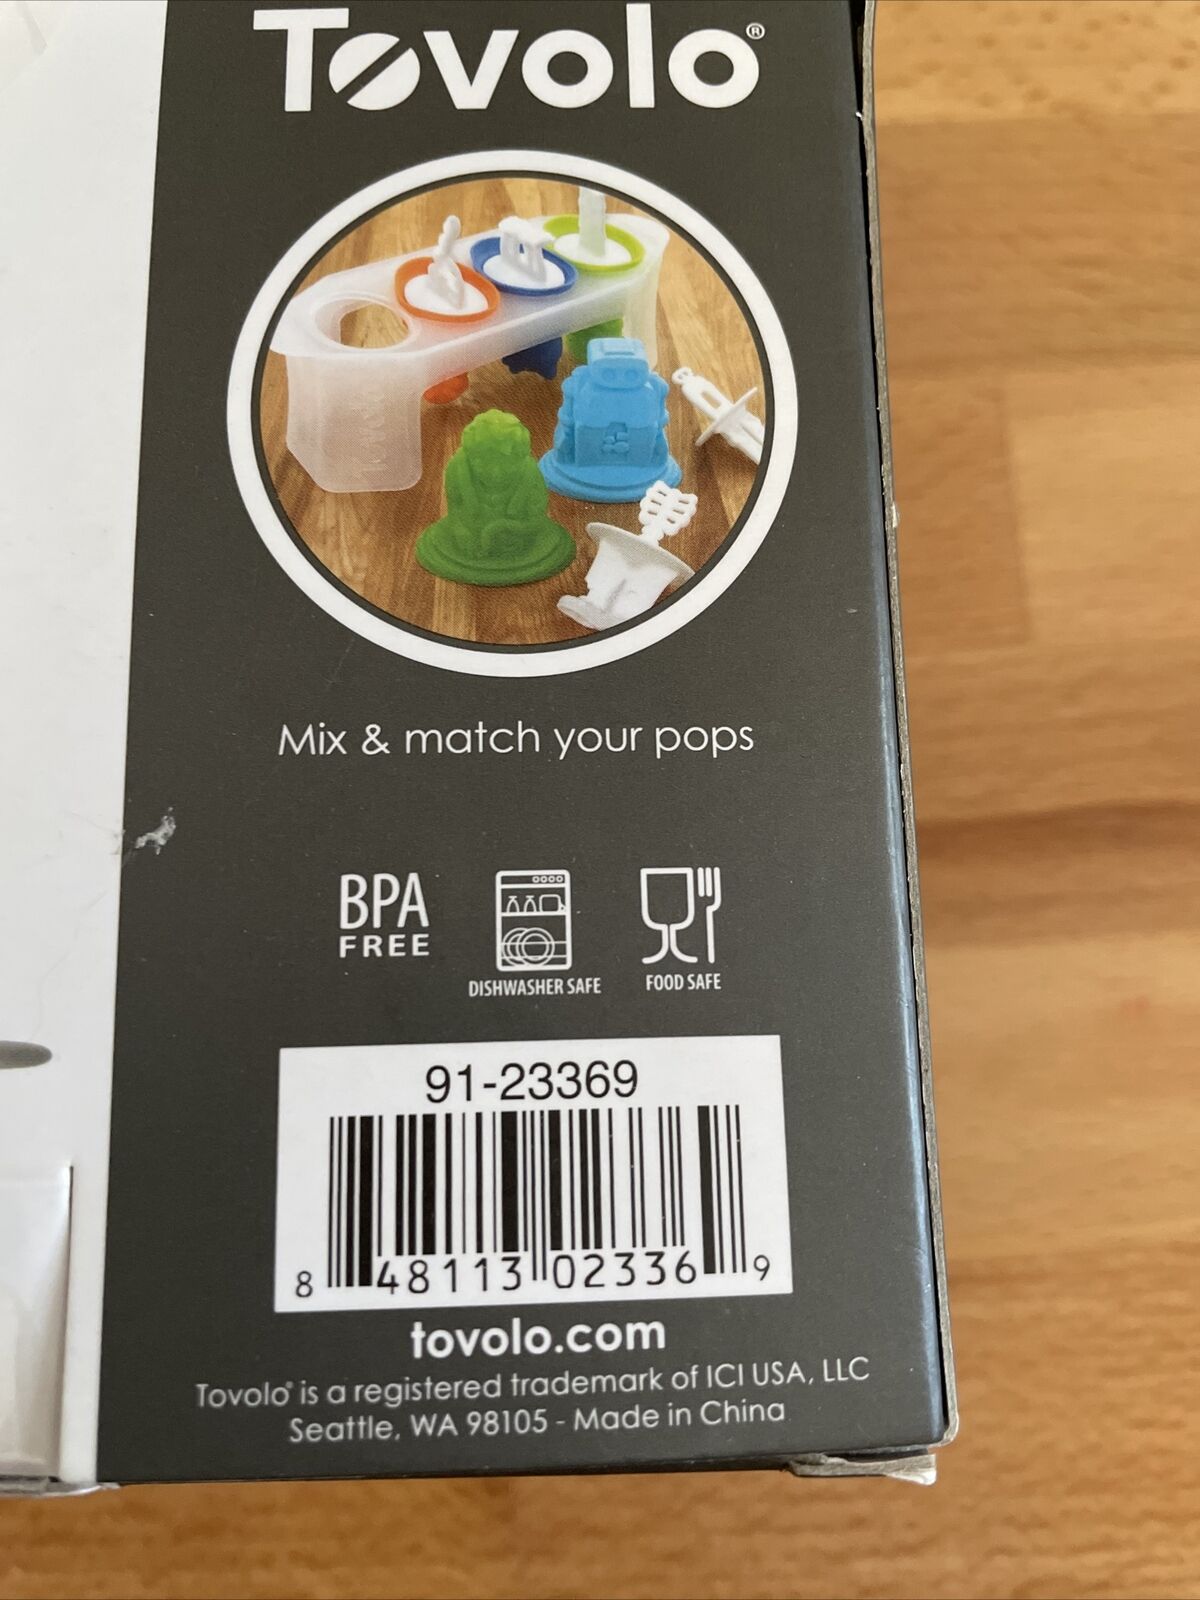 Tovolo®
Mix & match your pops
BPA
FREE
DISHWASHER SAFE
FOOD SAFE
91-23369
8 48113 02336 9
tovolo.com
Tovolo® is a registered trademark of ICI USA, LLC
Seattle, WA 98105 - Made in China